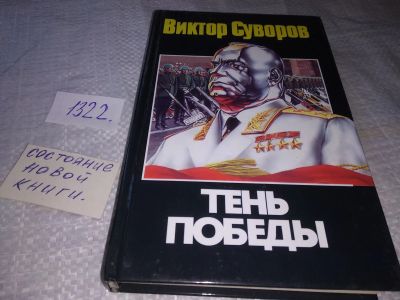 Виктор Суворов
ТЕНЬ
ПОБЕДЫ
1322.
состояние
новой
книги.